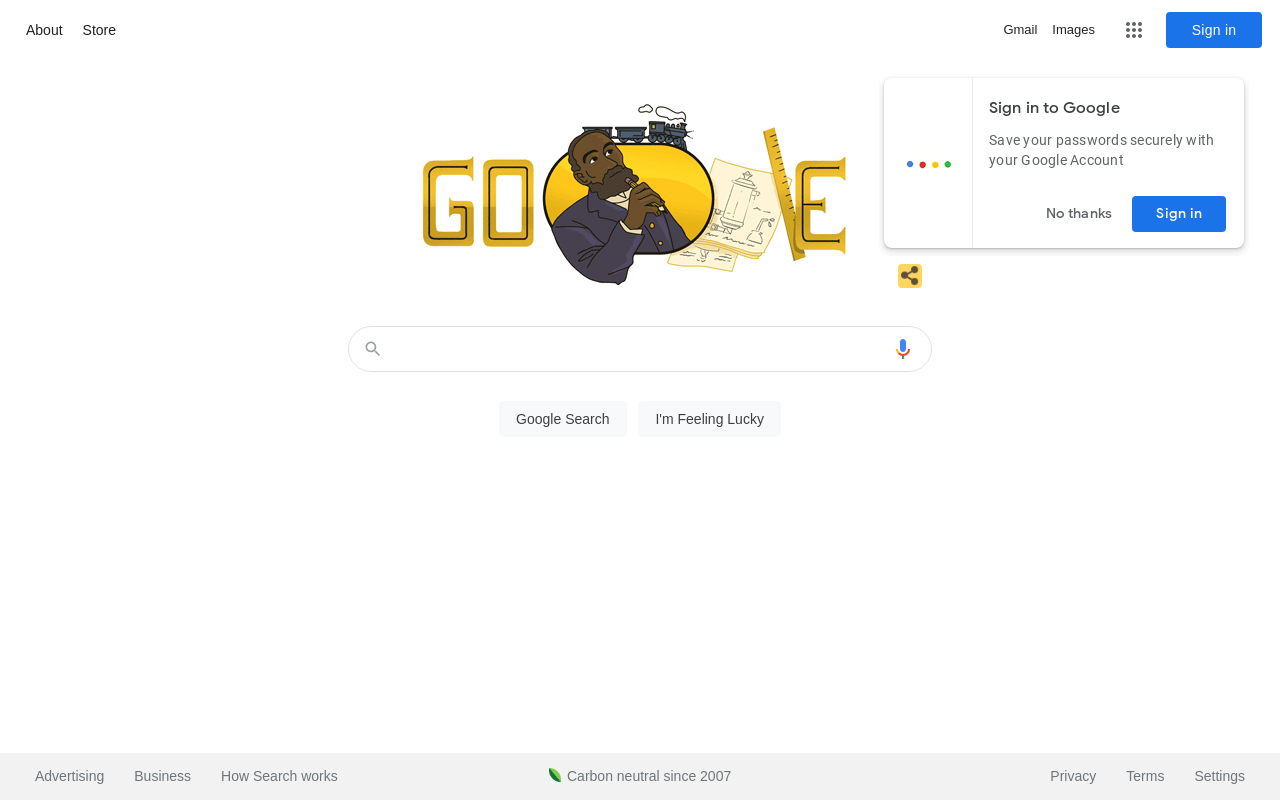 About
Store
Gmail
Images
Sign in
Sign in to Google
Save your passwords securely with
your Google Account
No thanks
Sign in
Google Search
I'm Feeling Lucky
Advertising
Business
How Search works
Carbon neutral since 2007
Privacy
Terms
Settings